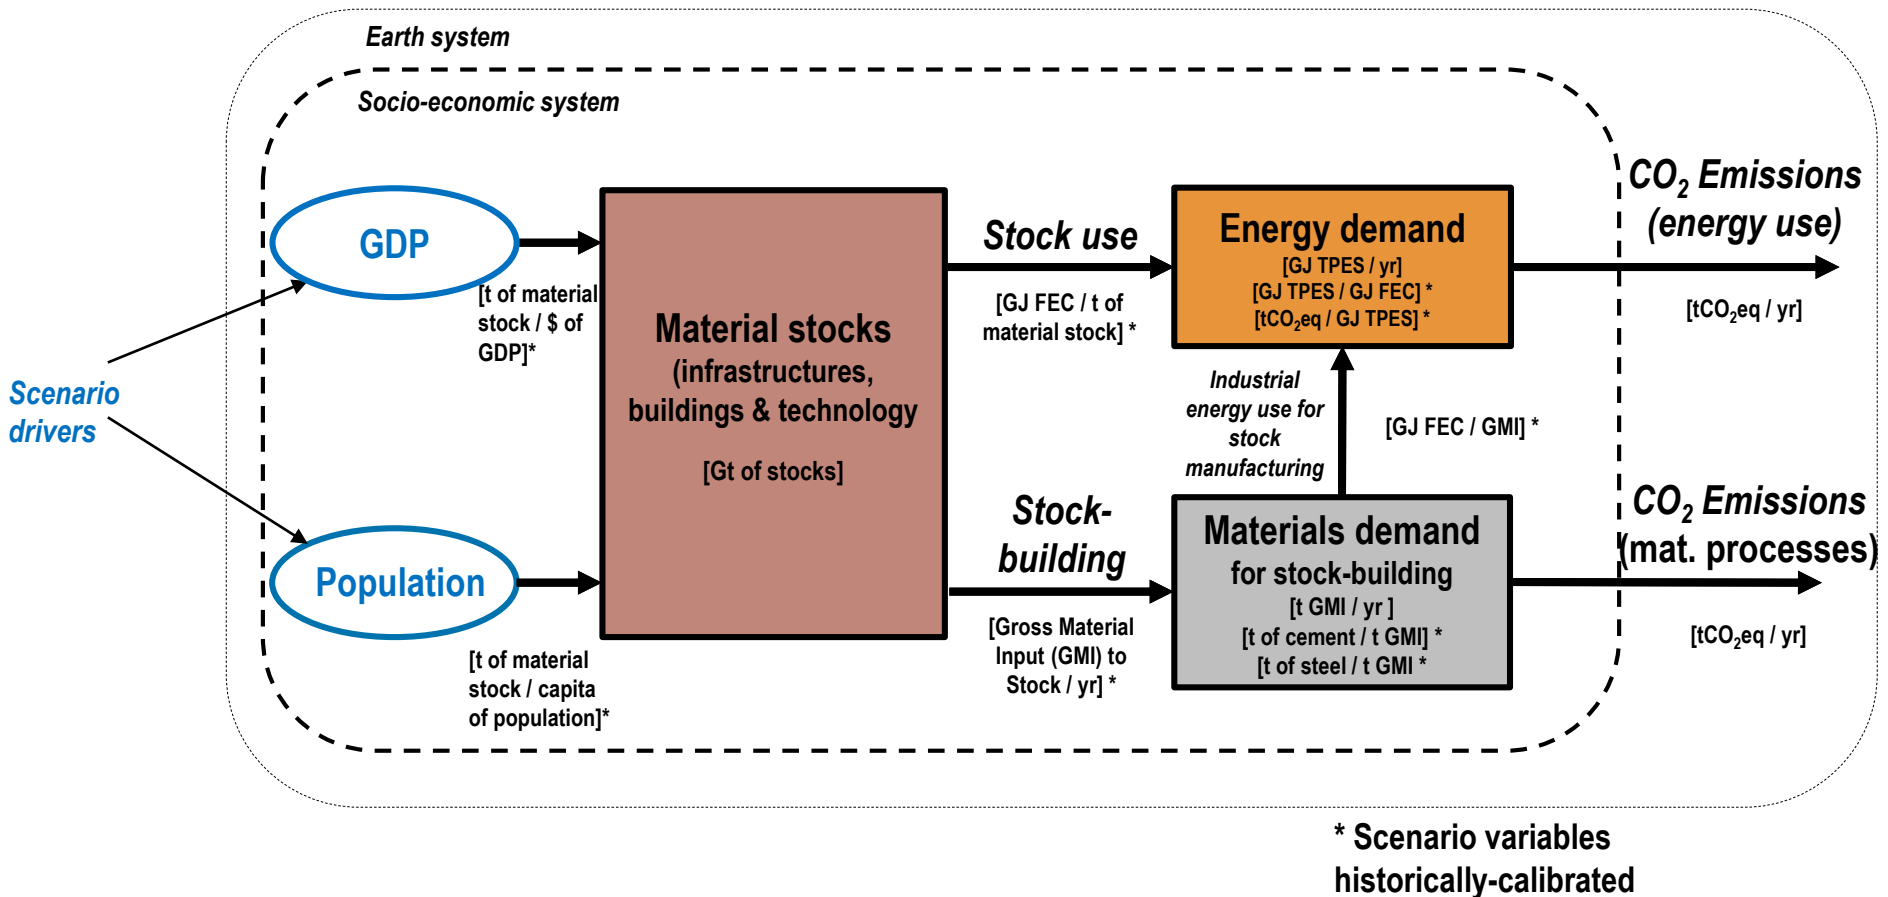 Earth system
Socio-economic system
Scenario
drivers
GDP
[t of material
stock / $ of
GDP]*
Population
[t of material
stock / capita
of population]*
Material stocks
(infrastructures,
buildings & technology
[Gt of stocks]
Stock use
[GJ FEC / t of
material stock] *
Stock-
building
[Gross Material
Input (GMI) to
Stock / yr] *
Energy demand
[GJ TPES / yr]
[GJ TPES / GJ FEC] *
[tCO₂eq / GJ TPES] *
Industrial
energy use for
stock
manufacturing
[GJ FEC / GMI] *
Materials demand
for stock-building
[t GMI / yr ]
[t of cement / t GMI] *
[t of steel / t GMI *
CO₂ Emissions
(energy use)
[tCO₂eq / yr]
CO₂ Emissions
(mat. processes)
[tCO₂eq / yr]
* Scenario variables
historically-calibrated